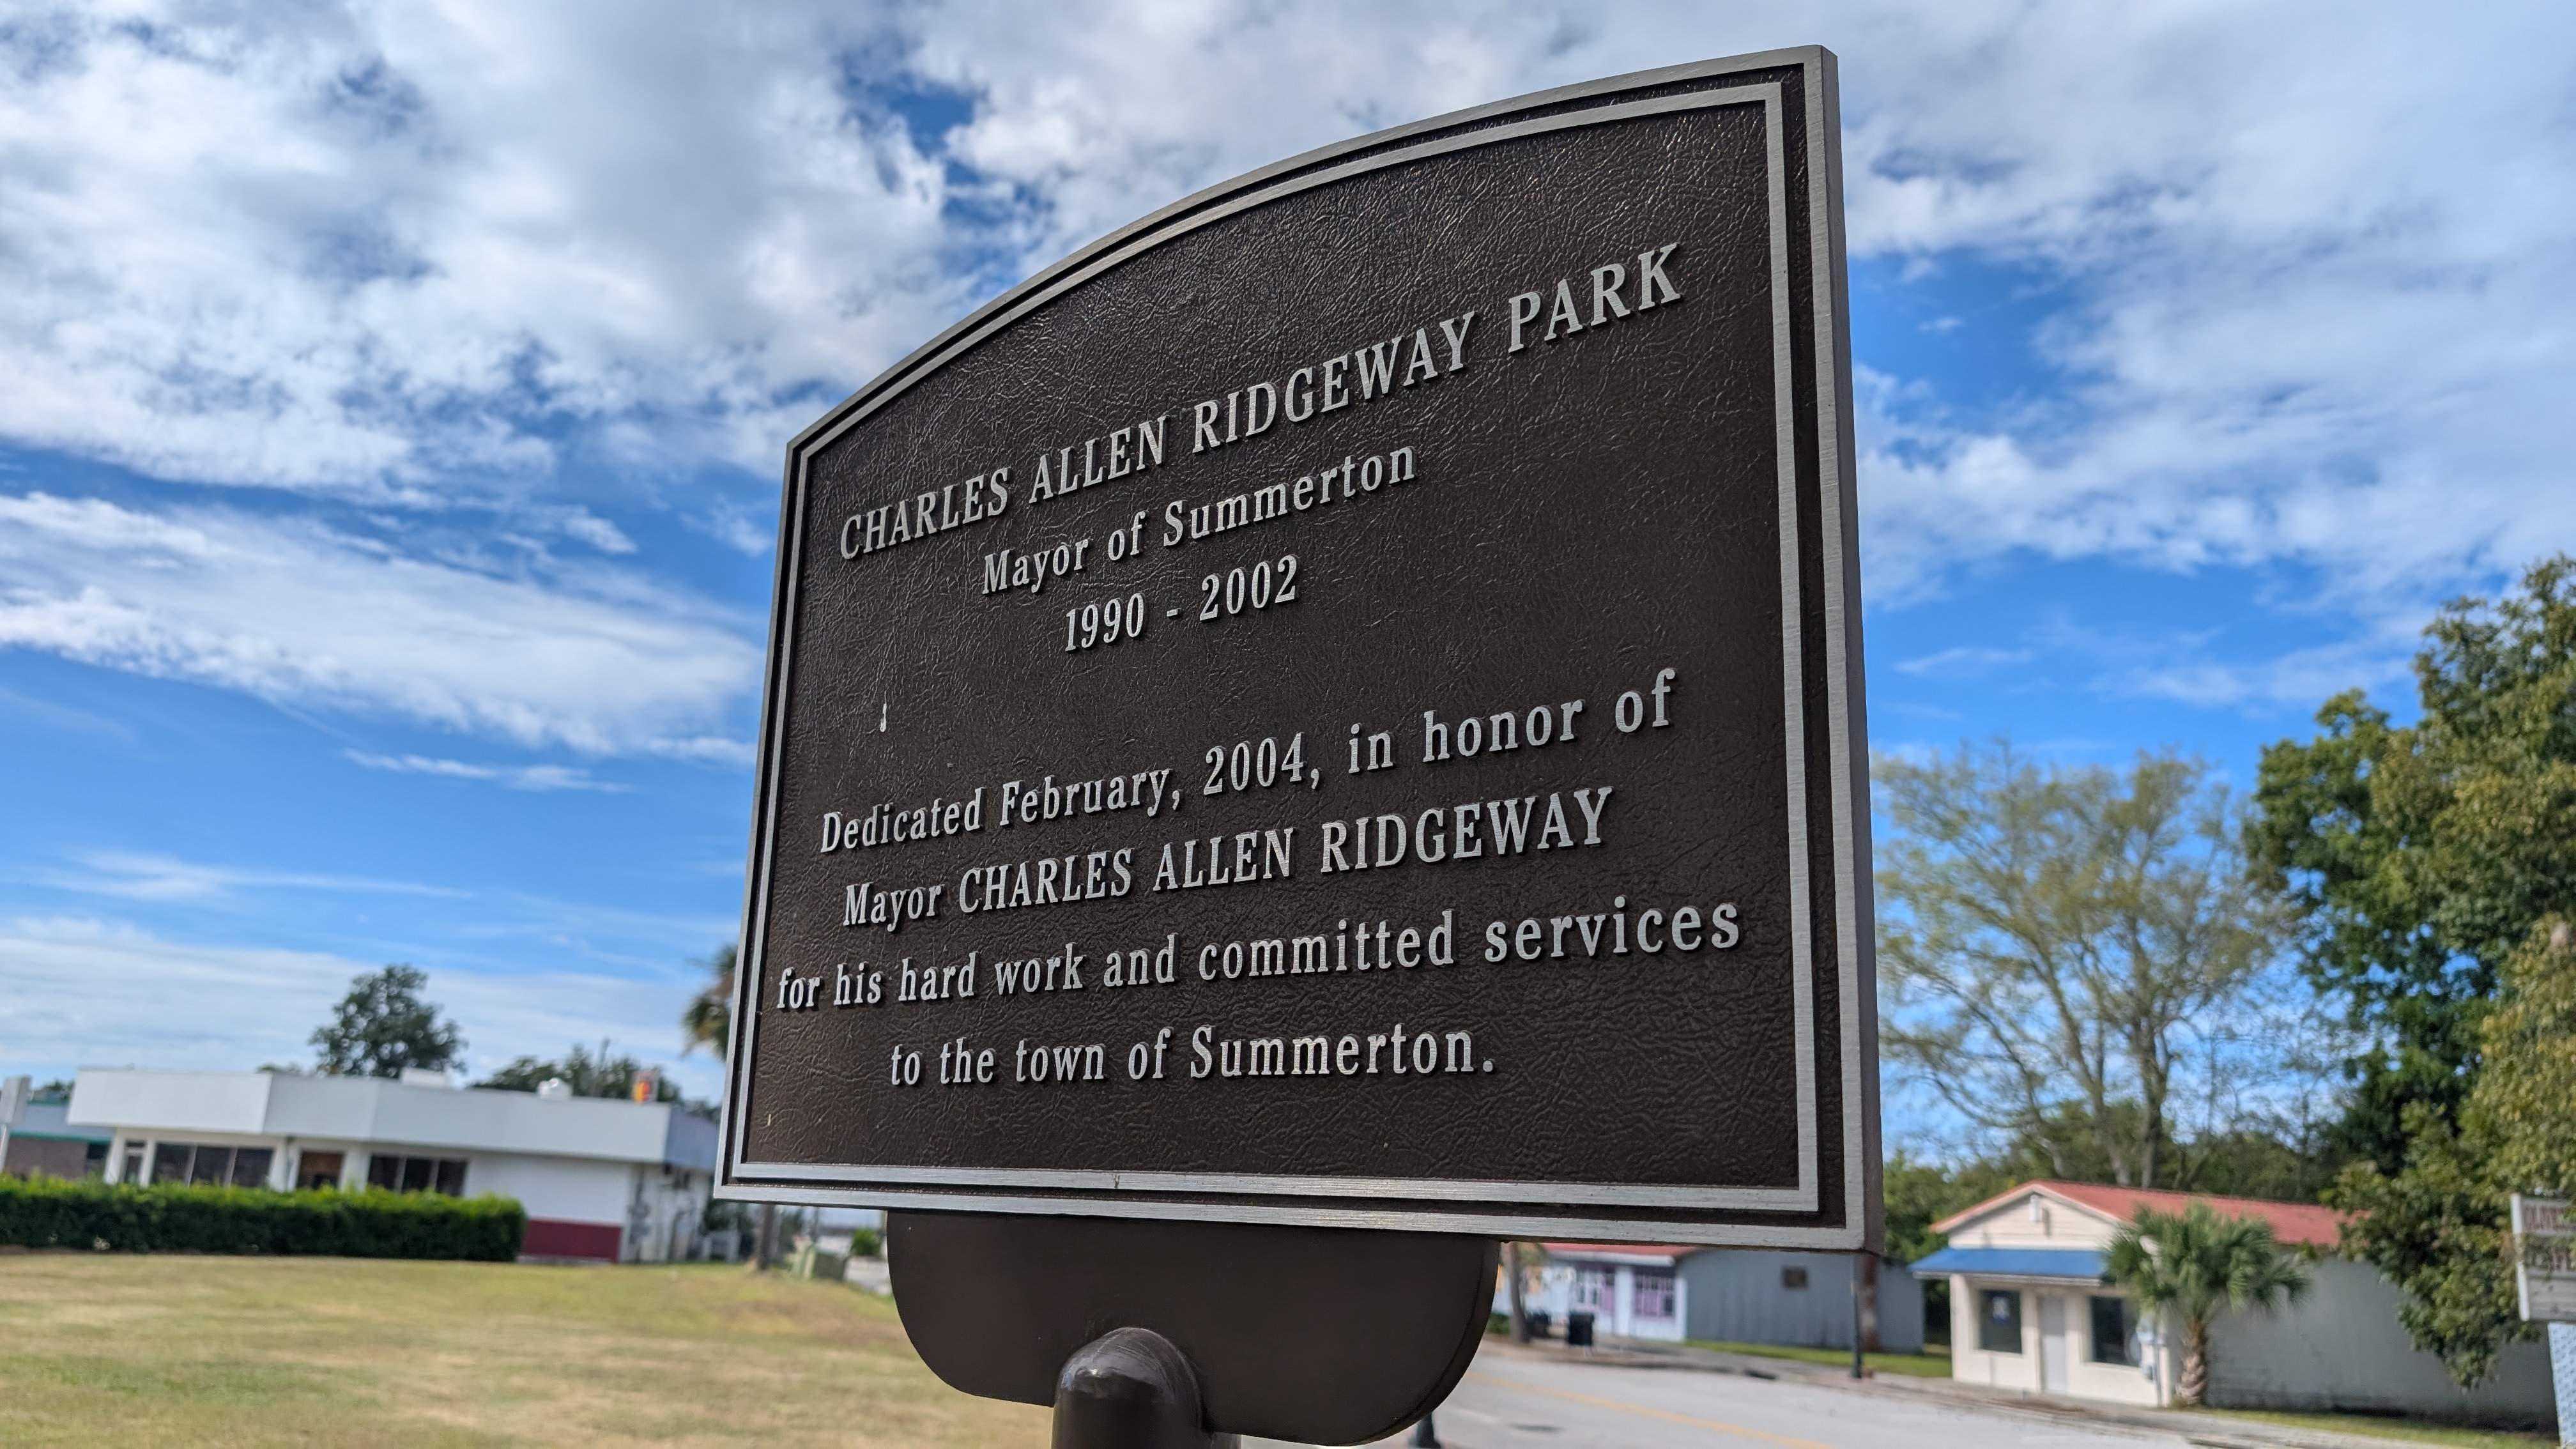 CHARLES ALLEN RIDGEWAY PARK
Mayor of Summerton
1990 - 2002
Dedicated February, 2004, in honor of
Mayor CHARLES ALLEN RIDGEWAY
for his hard work and committed services
to the town of Summerton.